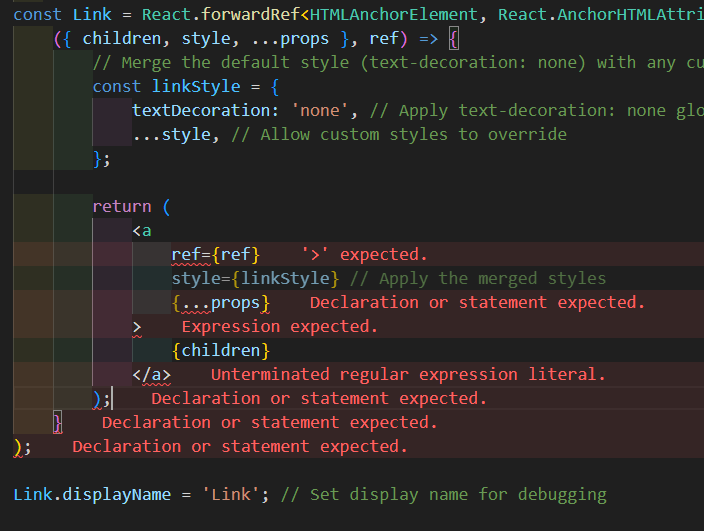 const Link = React.forwardRef<HTMLAnchorElement, React.AnchorHTMLAttri
({ children, style, ...props }, ref) => {
// Merge the default style (text-decoration: none) with any cu
const linkStyle = {
textDecoration: 'none', // Apply text-decoration: none glo
...style, // Allow custom styles to override
};
return (
<a
ref={ref} '>' expected.
style={linkStyle} // Apply the merged styles
{...props} Declaration or statement expected.
> Expression expected.
{children}
</a> Unterminated regular expression literal.
); Declaration or statement expected.
} Declaration or statement expected.
); Declaration or statement expected.
Link.displayName = 'Link'; // Set display name for debugging